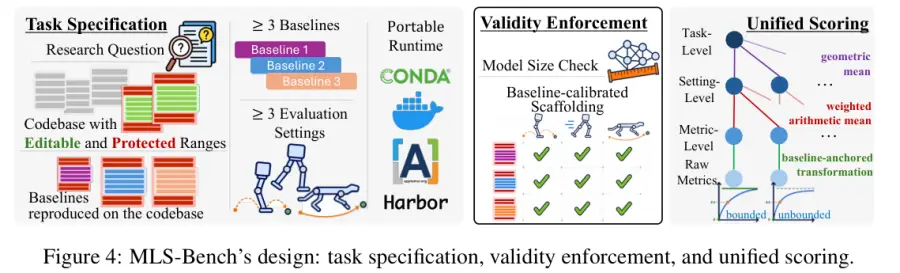 Task Specification
Research Question
Codebase with
Editable and Protected Ranges
Baselines
reproduced on the codebase
≥ 3 Baselines
Baseline 1
Baseline 2
Baseline 3
≥ 3 Evaluation
Settings
Portable
Runtime
CONDA
A
Harbor
Validity Enforcement
Model Size Check
Baseline-calibrated
Scaffolding
Unified Scoring
Task-
Level
geometric
mean
Setting-
Level
...
weighted
arithmetic mean
Metric-
Level
...
baseline-anchored
transformation
Raw
Metrics
bounded
unbounded
Figure 4: MLS-Bench's design: task specification, validity enforcement, and unified scoring.